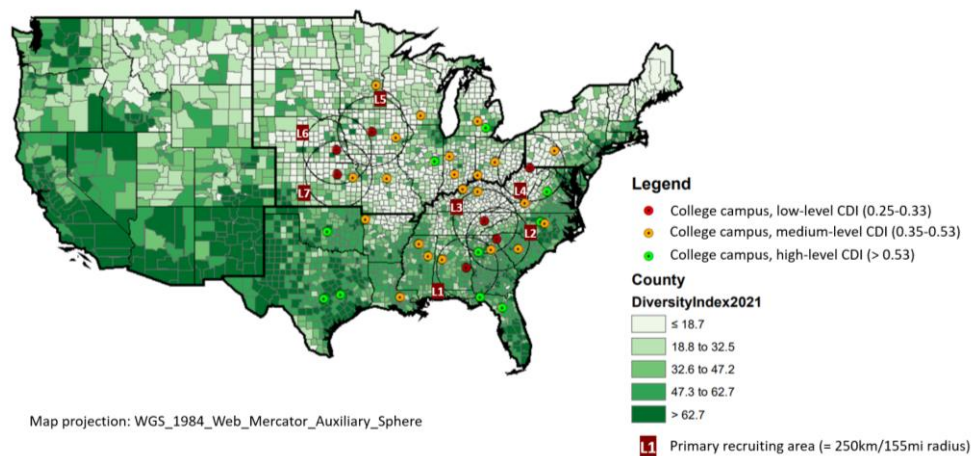 L5
L6
L7
L4
L3
L2
L1
Legend
College campus, low-level CDI (0.25-0.33)
College campus, medium-level CDI (0.35-0.53)
College campus, high-level CDI (> 0.53)
County
DiversityIndex2021
≤ 18.7
18.8 to 32.5
32.6 to 47.2
47.3 to 62.7
> 62.7
Map projection: WGS_1984_Web_Mercator_Auxiliary_Sphere
L1 Primary recruiting area (= 250km/155mi radius)